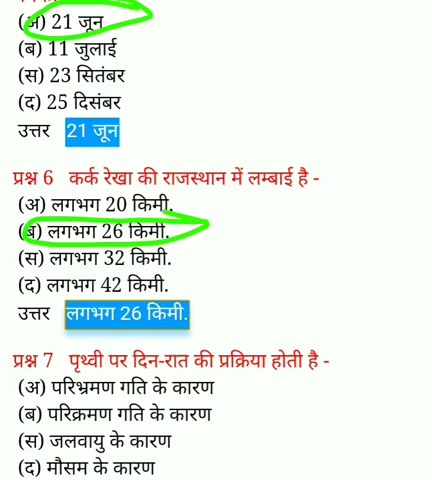 (अ) 21 जून
(ब) 11 जुलाई
(स) 23 सितंबर
(द) 25 दिसंबर
उत्तर 21 जून
प्रश्न 6 कर्क रेखा की राजस्थान में लम्बाई है -
(अ) लगभग 20 किमी.
(ब) लगभग 26 किमी.
(स) लगभग 32 किमी.
(द) लगभग 42 किमी.
उत्तर लगभग 26 किमी.
प्रश्न 7 पृथ्वी पर दिन-रात की प्रक्रिया होती है -
(अ) परिभ्रमण गति के कारण
(ब) परिक्रमण गति के कारण
(स) जलवायु के कारण
(द) मौसम के कारण